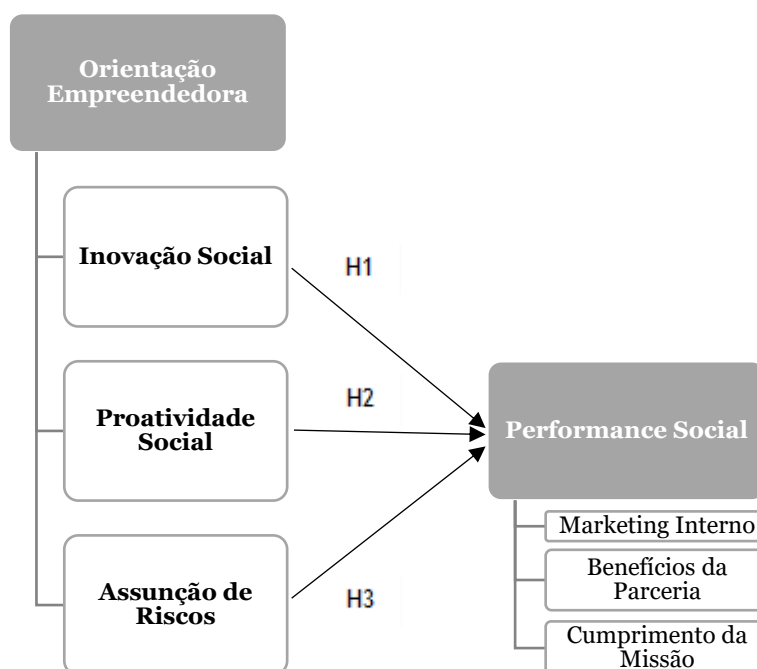 Orientação
Empreendedora
Inovação Social
H1
Proatividade
Social
H2
Assunção de
Riscos
H3
Performance Social
Marketing Interno
Benefícios da
Parceria
Cumprimento da
Missão